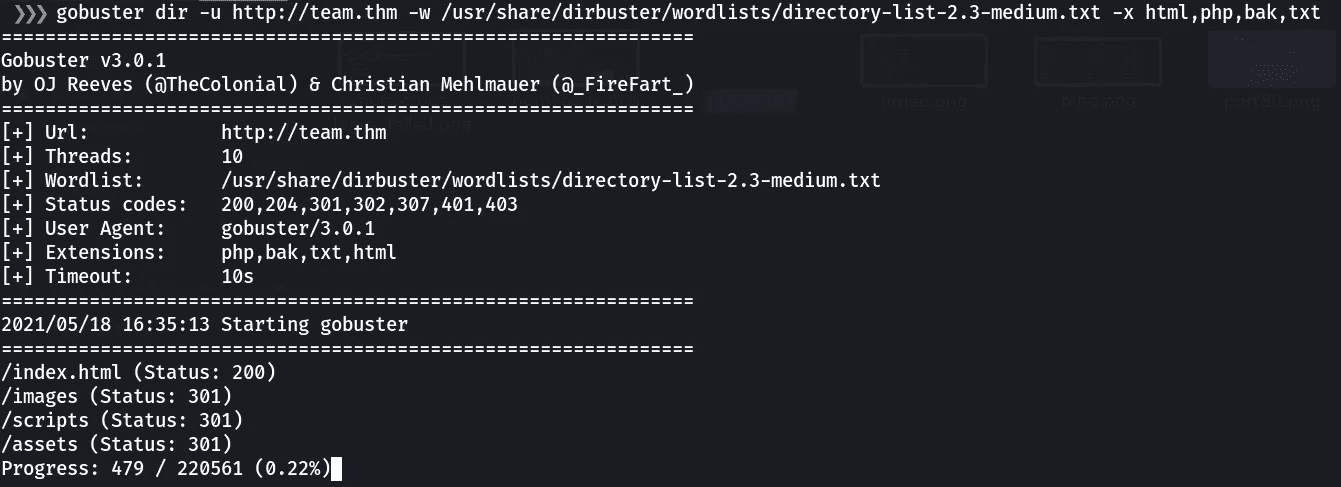 >>> gobuster dir -u http://team.thm -w /usr/share/dirbuster/wordlists/directory-list-2.3-medium.txt -x html,php,bak,txt
===============================================================
Gobuster v3.0.1
by OJ Reeves (@TheColonial) & Christian Mehlmauer (@_FireFart_)
===============================================================
[+] Url:            http://team.thm
[+] Threads:        10
[+] Wordlist:       /usr/share/dirbuster/wordlists/directory-list-2.3-medium.txt
[+] Status codes:   200,204,301,302,307,401,403
[+] User Agent:     gobuster/3.0.1
[+] Extensions:     php,bak,txt,html
[+] Timeout:        10s
===============================================================
2021/05/18 16:35:13 Starting gobuster
===============================================================
/index.html (Status: 200)
/images (Status: 301)
/scripts (Status: 301)
/assets (Status: 301)
Progress: 479 / 220561 (0.22%)